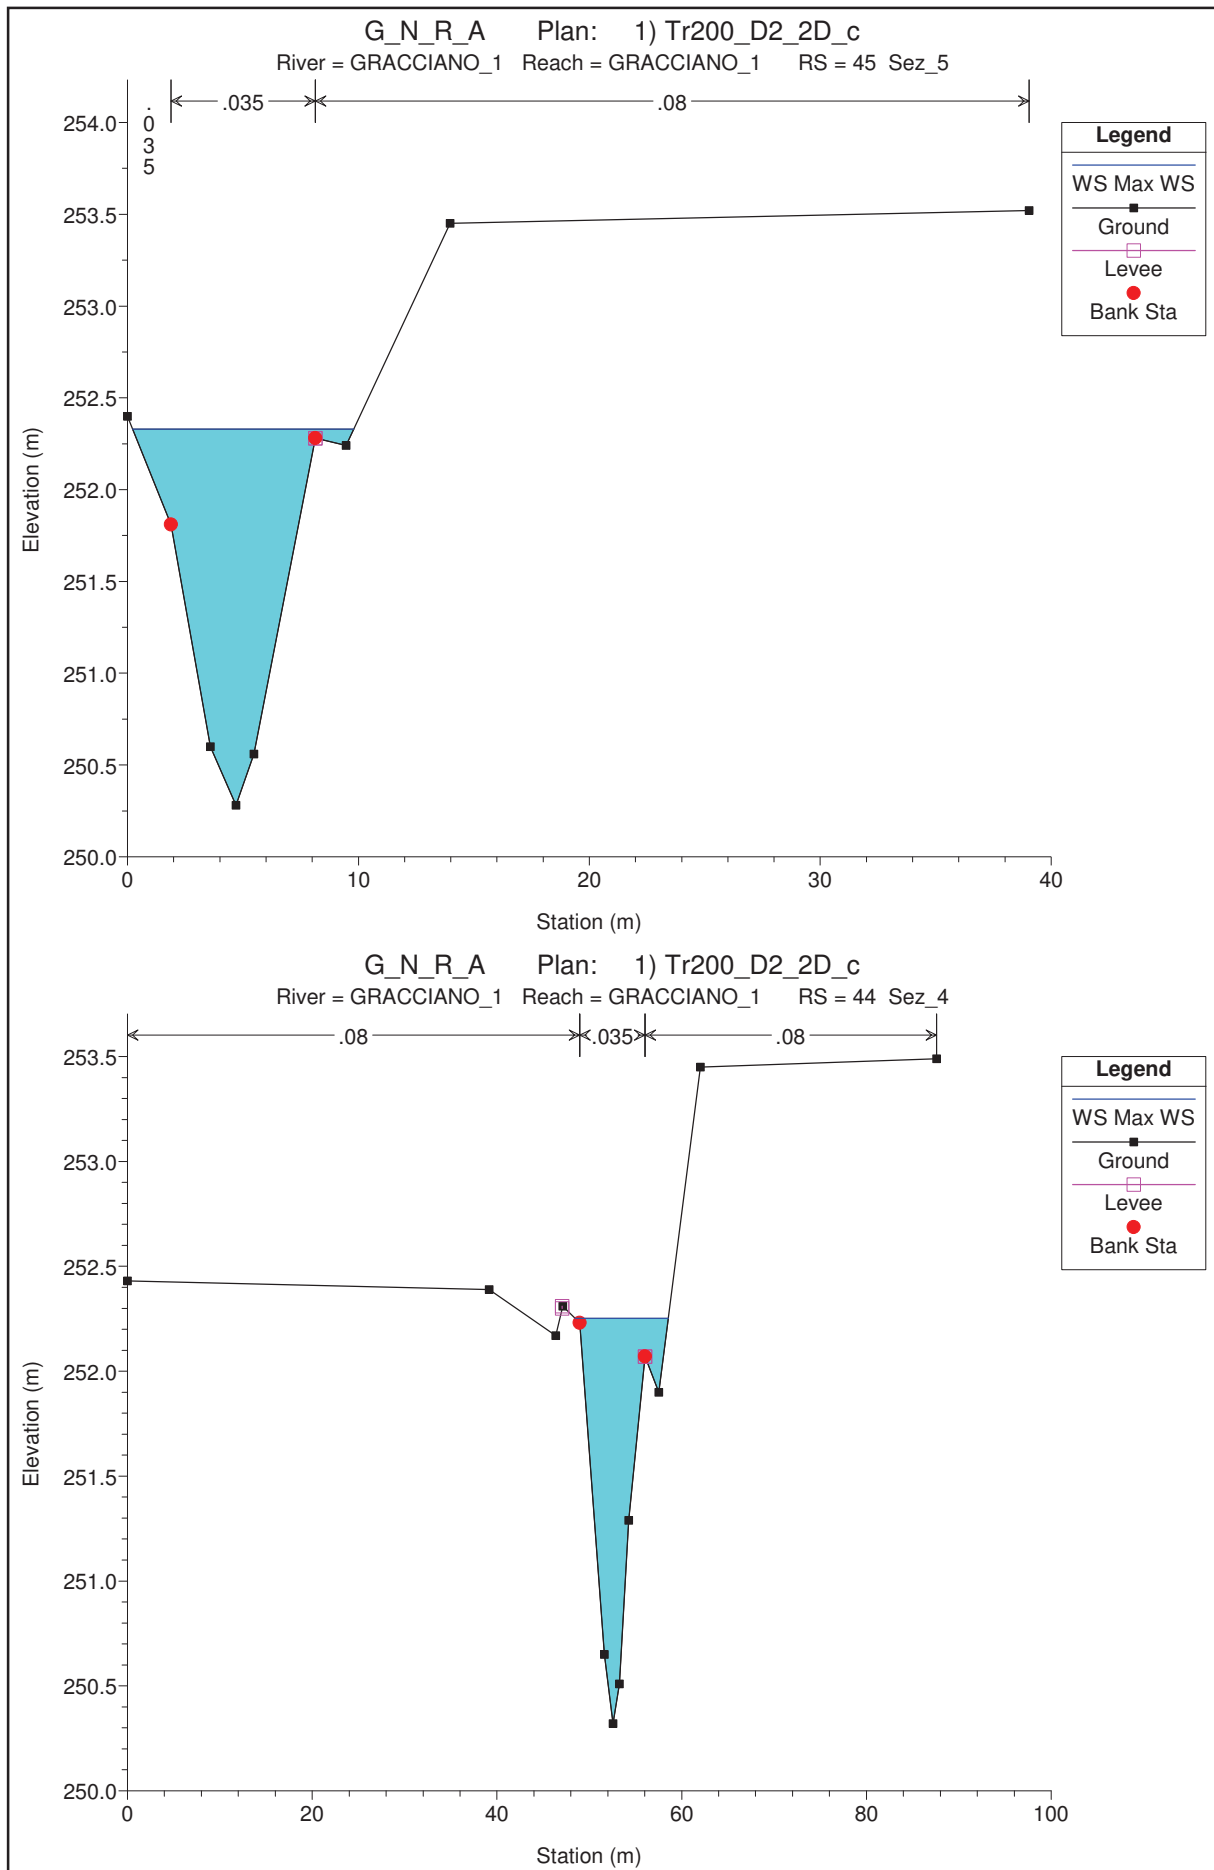 G_N_R_A Plan: 1) Tr200_D2_2D_c
River = GRACCIANO_1 Reach = GRACCIANO_1 RS = 45 Sez_5
.035
.035
.08
254.0
253.5
253.0
252.5
252.0
251.5
251.0
250.5
250.0
Elevation (m)
0 10 20 30 40
Station (m)
Legend
WS Max WS
Ground
Levee
Bank Sta
G_N_R_A Plan: 1) Tr200_D2_2D_c
River = GRACCIANO_1 Reach = GRACCIANO_1 RS = 44 Sez_4
.08
.035
.08
253.5
253.0
252.5
252.0
251.5
251.0
250.5
250.0
Elevation (m)
0 20 40 60 80 100
Station (m)
Legend
WS Max WS
Ground
Levee
Bank Sta